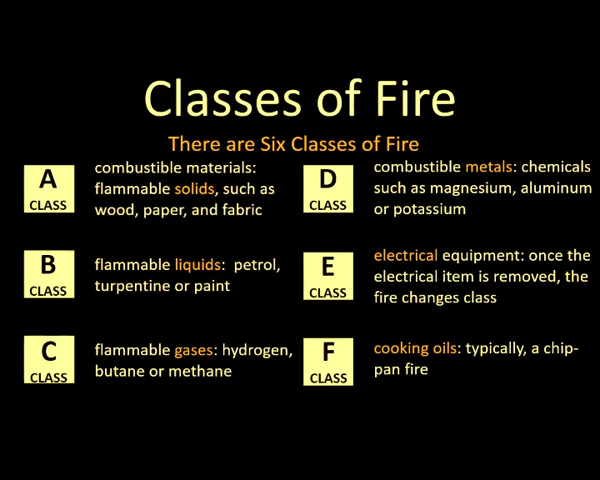 Classes of Fire
There are Six Classes of Fire
A
CLASS
combustible materials:
flammable solids, such as
wood, paper, and fabric
B
CLASS
flammable liquids: petrol,
turpentine or paint
C
CLASS
flammable gases: hydrogen,
butane or methane
D
CLASS
combustible metals: chemicals
such as magnesium, aluminum
or potassium
E
CLASS
electrical equipment: once the
electrical item is removed, the
fire changes class
F
CLASS
cooking oils: typically, a chip-
pan fire